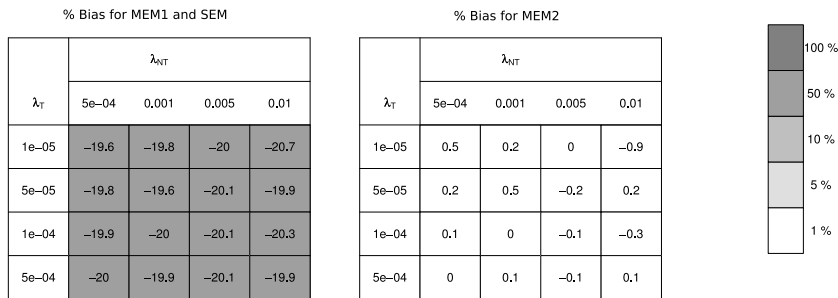 % Bias for MEM1 and SEM
λNT
λT 5e−04 0.001 0.005 0.01
1e−05 −19.6 −19.8 −20 −20.7
5e−05 −19.8 −19.6 −20.1 −19.9
1e−04 −19.9 −20 −20.1 −20.3
5e−04 −20 −19.9 −20.1 −19.9
% Bias for MEM2
λNT
λT 5e−04 0.001 0.005 0.01
1e−05 0.5 0.2 0 −0.9
5e−05 0.2 0.5 −0.2 0.2
1e−04 0.1 0 −0.1 −0.3
5e−04 0 0.1 −0.1 0.1
100 %
50 %
10 %
5 %
1 %